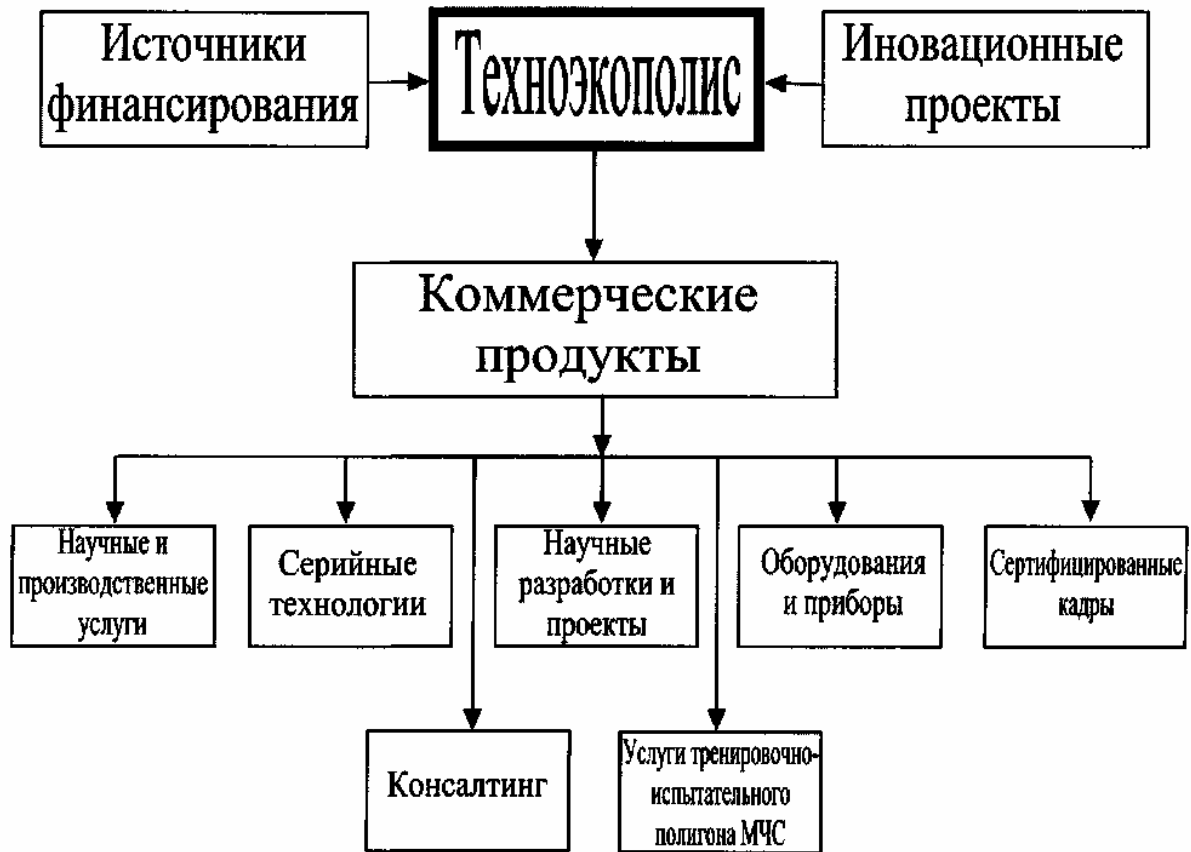 Источники
финансирования
Техноэкополис
Иновационные
проекты
Коммерческие
продукты
Научные и
производственные
услуги
Серийные
технологии
Научные
разработки и
проекты
Оборудования
и приборы
Сертифицированные
кадры
Консалтинг
Услуги тренировочно-
испытательного
полигона МЧС